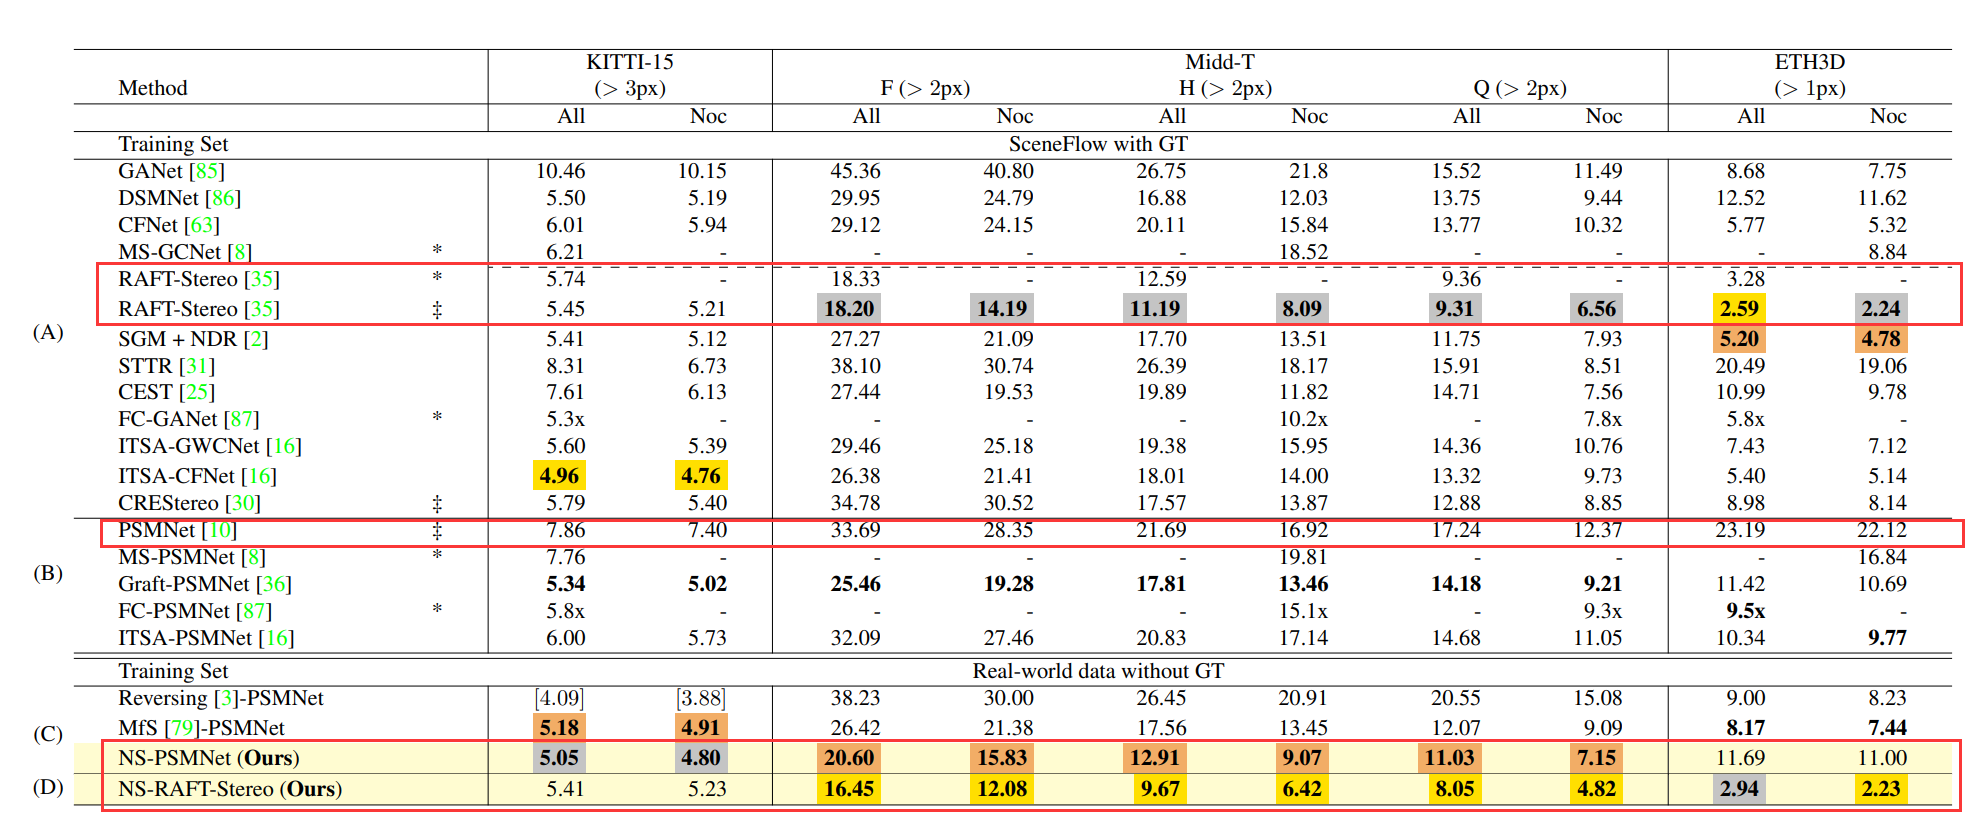 KITTI-15 Midd-T ETH3D
Method (> 3px) F (> 2px) H (> 2px) Q (> 2px) (> 1px)
All Noc All Noc All Noc All Noc All Noc
Training Set SceneFlow with GT
GANet [85] 10.46 10.15 45.36 40.80 26.75 21.8 15.52 11.49 8.68 7.75
DSMNet [86] 5.50 5.19 29.95 24.79 16.88 12.03 13.75 9.44 12.52 11.62
CFNet [63] 6.01 5.94 29.12 24.15 20.11 15.84 13.77 10.32 5.77 5.32
MS-GCNet [8] * 6.21 - - - - 18.52 - - - 8.84
RAFT-Stereo [35] * 5.74 - 18.33 - 12.59 - 9.36 - 3.28 -
RAFT-Stereo [35] ‡ 5.45 5.21 18.20 14.19 11.19 8.09 9.31 6.56 2.59 2.24
(A) SGM + NDR [2] 5.41 5.12 27.27 21.09 17.70 13.51 11.75 7.93 5.20 4.78
STTR [31] 8.31 6.73 38.10 30.74 26.39 18.17 15.91 8.51 20.49 19.06
CEST [25] 7.61 6.13 27.44 19.53 19.89 11.82 14.71 7.56 10.99 9.78
FC-GANet [87] * 5.3x - - - - 10.2x - 7.8x 5.8x -
ITSA-GWCNet [16] 5.60 5.39 29.46 25.18 19.38 15.95 14.36 10.76 7.43 7.12
ITSA-CFNet [16] 4.96 4.76 26.38 21.41 18.01 14.00 13.32 9.73 5.40 5.14
CREStereo [30] ‡ 5.79 5.40 34.78 30.52 17.57 13.87 12.88 8.85 8.98 8.14
PSMNet [10] ‡ 7.86 7.40 33.69 28.35 21.69 16.92 17.24 12.37 23.19 22.12
MS-PSMNet [8] * 7.76 - - - - 19.81 - - - 16.84
(B) Graft-PSMNet [36] 5.34 5.02 25.46 19.28 17.81 13.46 14.18 9.21 11.42 10.69
FC-PSMNet [87] * 5.8x - - - - 15.1x - 9.3x 9.5x -
ITSA-PSMNet [16] 6.00 5.73 32.09 27.46 20.83 17.14 14.68 11.05 10.34 9.77
Training Set Real-world data without GT
Reversing [3]-PSMNet [4.09] [3.88] 38.23 30.00 26.45 20.91 20.55 15.08 9.00 8.23
(C) MfS [79]-PSMNet 5.18 4.91 26.42 21.38 17.56 13.45 12.07 9.09 8.17 7.44
NS-PSMNet (Ours) 5.05 4.80 20.60 15.83 12.91 9.07 11.03 7.15 11.69 11.00
(D) NS-RAFT-Stereo (Ours) 5.41 5.23 16.45 12.08 9.67 6.42 8.05 4.82 2.94 2.23